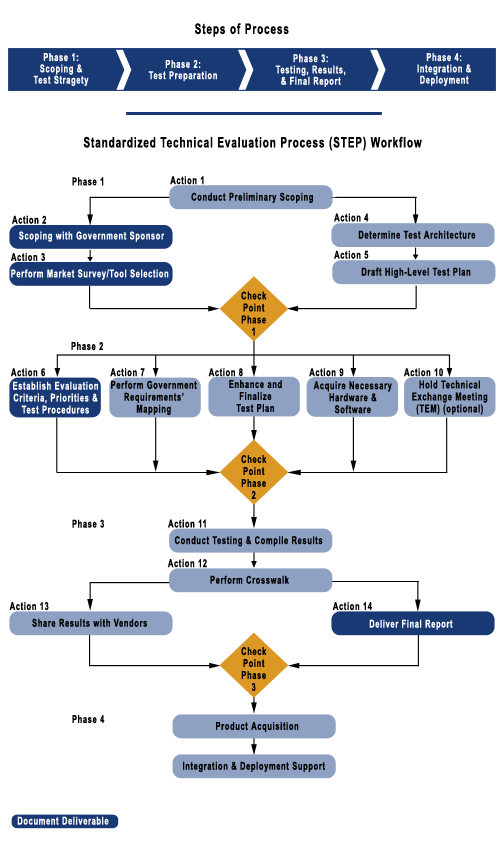 Steps of Process
Phase 1:
Scoping &
Test Stragety
Phase 2:
Test Preparation
Phase 3:
Testing, Results,
& Final Report
Phase 4:
Integration &
Deployment
Standardized Technical Evaluation Process (STEP) Workflow
Phase 1
Action 1
Conduct Preliminary Scoping
Action 2
Scoping with Government Sponsor
Action 3
Perform Market Survey/Tool Selection
Action 4
Determine Test Architecture
Action 5
Draft High-Level Test Plan
Check
Point
Phase
1
Phase 2
Action 6
Establish Evaluation
Criteria, Priorities &
Test Procedures
Action 7
Perform Government
Requirements'
Mapping
Action 8
Enhance and
Finalize
Test Plan
Action 9
Acquire Necessary
Hardware &
Software
Action 10
Hold Technical
Exchange Meeting
(TEM) (optional)
Check
Point
Phase
2
Phase 3
Action 11
Conduct Testing & Compile Results
Action 12
Perform Crosswalk
Action 13
Share Results with Vendors
Action 14
Deliver Final Report
Check
Point
Phase
3
Phase 4
Product Acquisition
Integration & Deployment Support
Document Deliverable